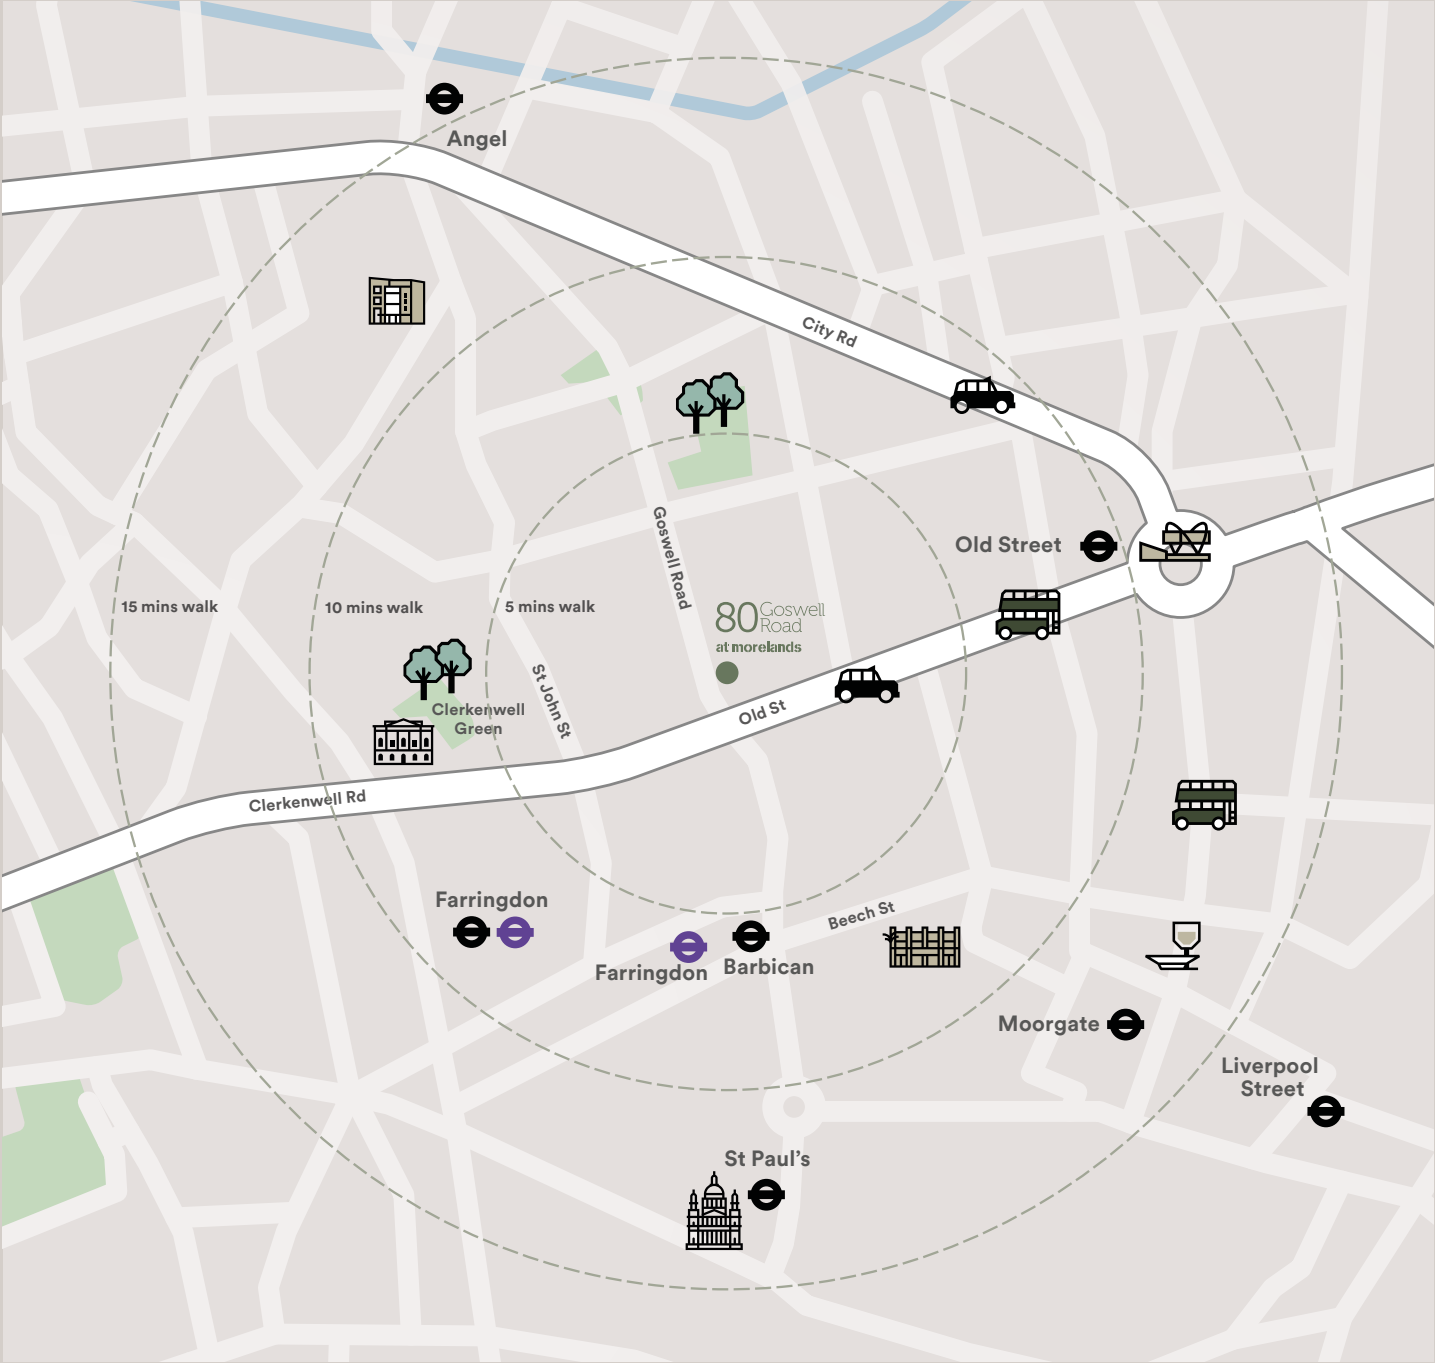 Angel
City Rd
Goswell Road
Old Street
15 mins walk
10 mins walk
5 mins walk
80 Goswell
Road
at morelands
St John St
Clerkenwell
Green
Old St
Clerkenwell Rd
Farringdon
Beech St
Farringdon
Barbican
Moorgate
Liverpool
Street
St Paul’s